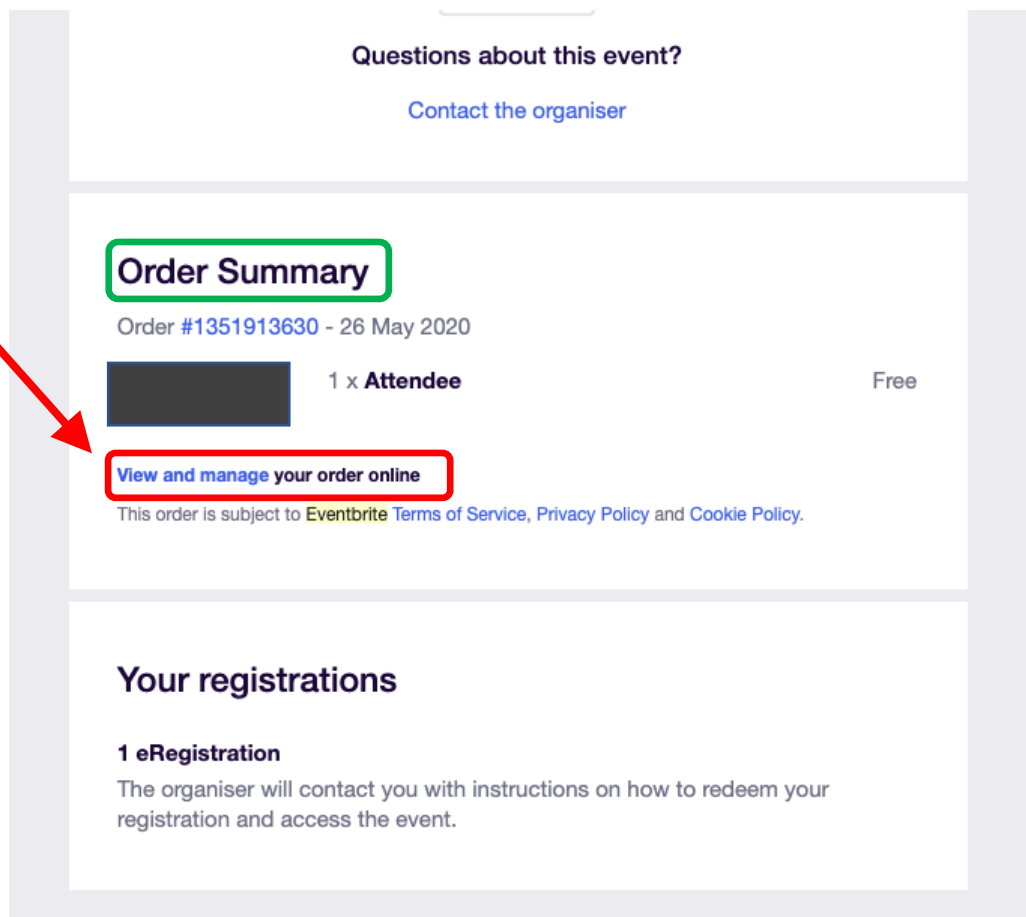 Questions about this event?
Contact the organiser
Order Summary
Order #1351913630 - 26 May 2020
1 x Attendee Free
View and manage your order online
This order is subject to Eventbrite Terms of Service, Privacy Policy and Cookie Policy.
Your registrations
1 eRegistration
The organiser will contact you with instructions on how to redeem your
registration and access the event.